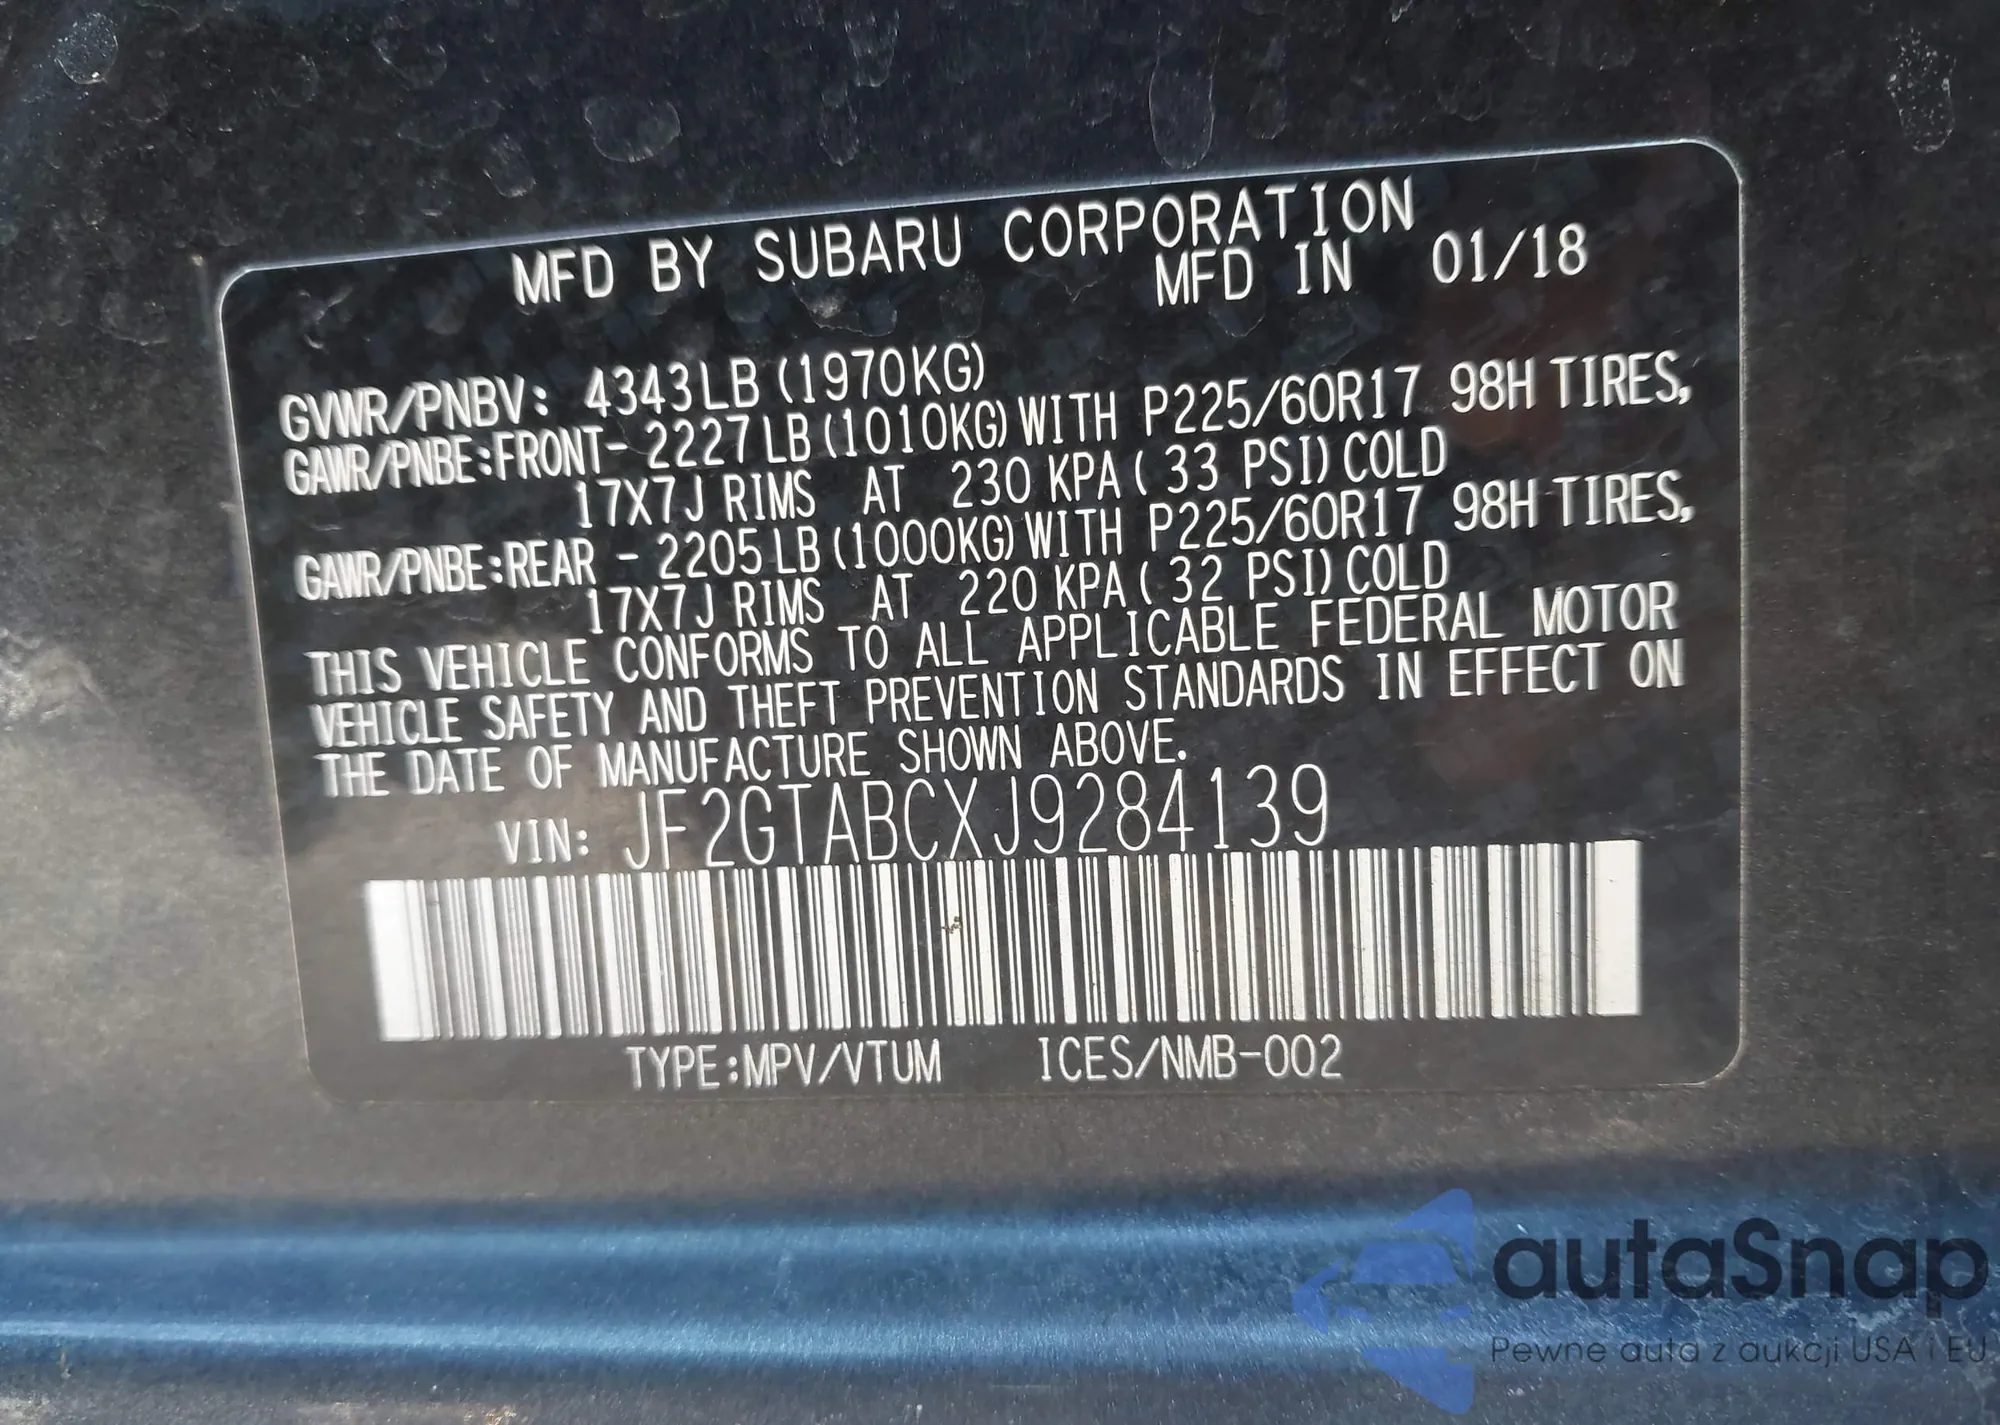 MFD BY SUBARU CORPORATION
MFD IN 01/18
GVWR/PNBV: 4343LB (1970KG)
GAWR/PNBE:FRONT- 2227LB (1010KG) WITH P225/60R17 98H TIRES,
17X7J RIMS AT 230 KPA ( 33 PSI) COLD
GAWR/PNBE:REAR - 2205LB (1000KG) WITH P225/60R17 98H TIRES,
17X7J RIMS AT 220 KPA ( 32 PSI) COLD
THIS VEHICLE CONFORMS TO ALL APPLICABLE FEDERAL MOTOR
VEHICLE SAFETY AND THEFT PREVENTION STANDARDS IN EFFECT ON
THE DATE OF MANUFACTURE SHOWN ABOVE.
VIN: JF2GTABCXJ9284139
TYPE:MPV/VTUM ICES/NMB-002
autaSnap
Pewne auta z aukcji USA i EU